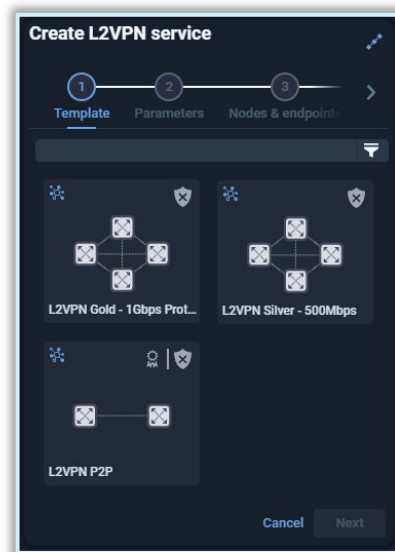 Create L2VPN service
1 2 3
Template Parameters Nodes & endpoints
L2VPN Gold - 1Gbps Prot... L2VPN Silver - 500Mbps
L2VPN P2P
Cancel Next